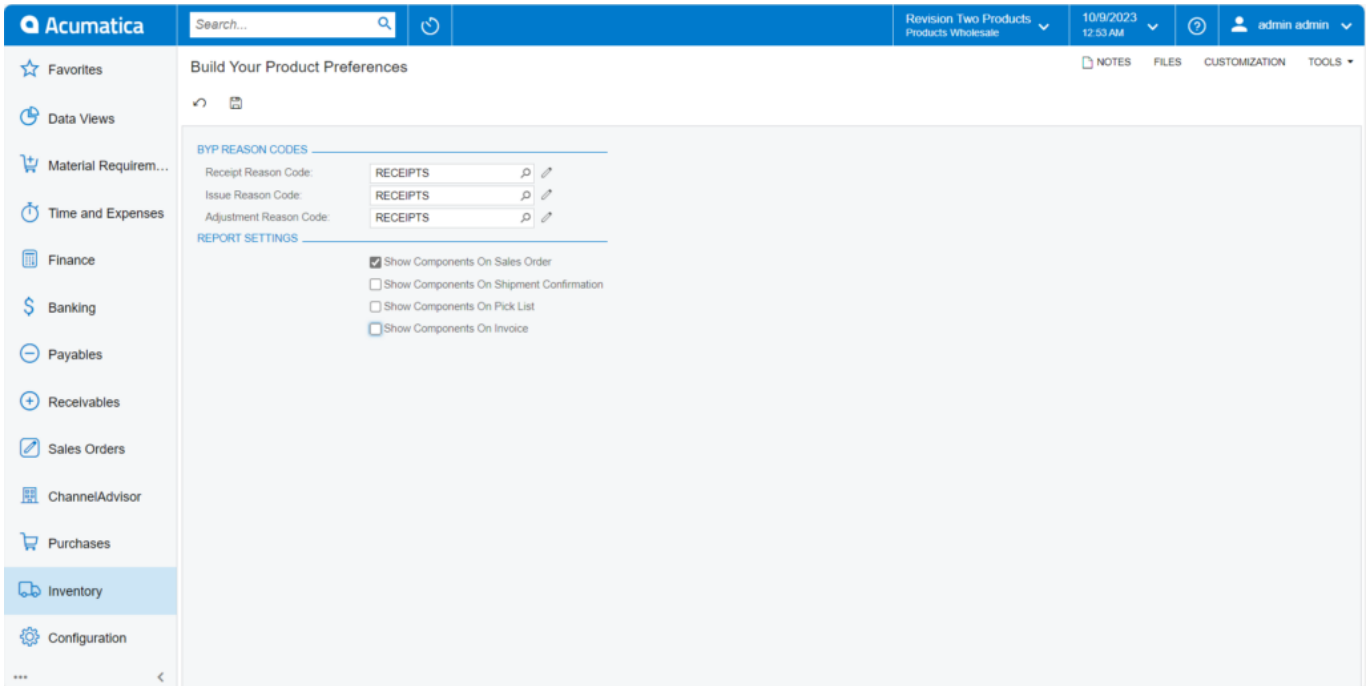 Acumatica
Search...
Revision Two Products
Products Wholesale
10/9/2023
12:53 AM
admin admin
Favorites
Data Views
Material Requirem...
Time and Expenses
Finance
Banking
Payables
Receivables
Sales Orders
ChannelAdvisor
Purchases
Inventory
Configuration
Build Your Product Preferences
NOTES FILES CUSTOMIZATION TOOLS
BYP REASON CODES
Receipt Reason Code: RECEIPTS
Issue Reason Code: RECEIPTS
Adjustment Reason Code: RECEIPTS
REPORT SETTINGS
Show Components On Sales Order
Show Components On Shipment Confirmation
Show Components On Pick List
Show Components On Invoice